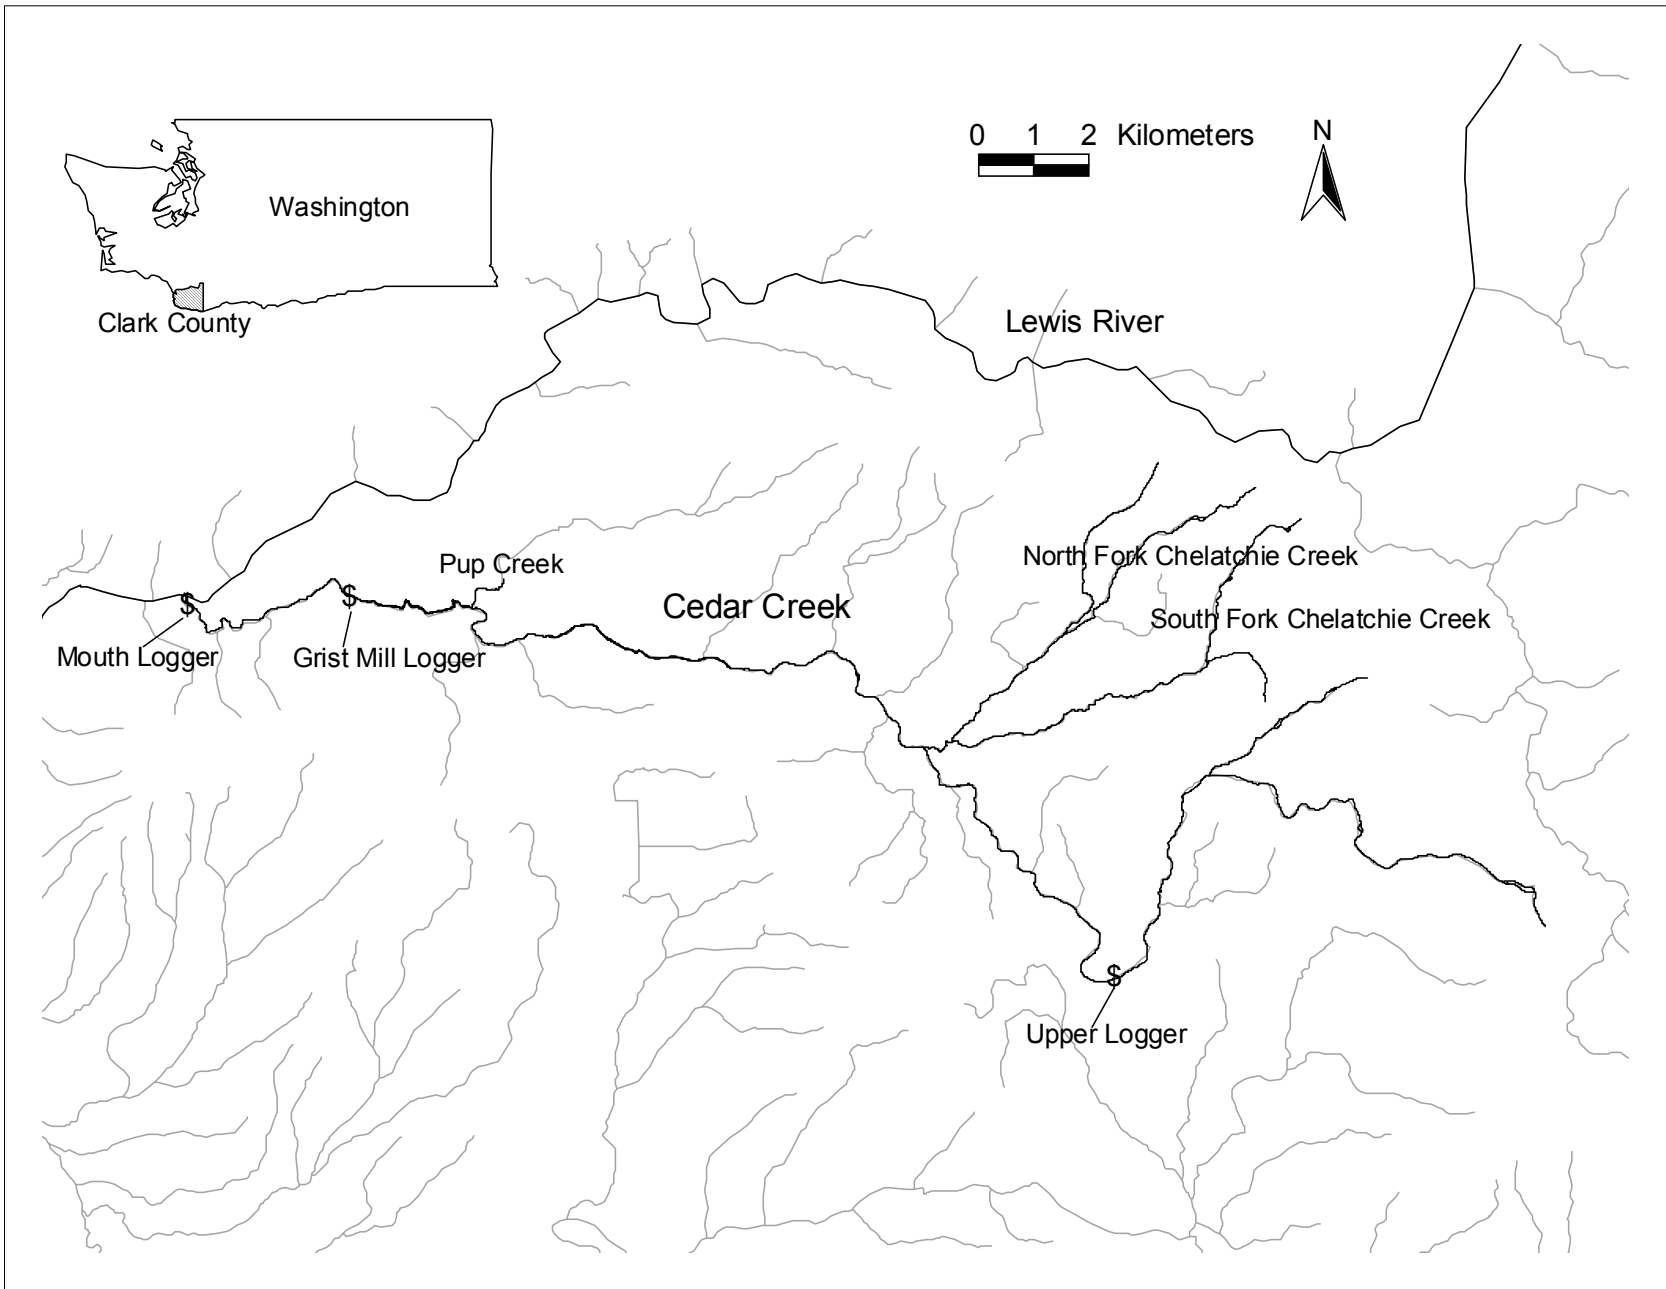 0 1 2 Kilometers
N
Washington
Clark County
Lewis River
Pup Creek
North Fork Chelatchie Creek
Cedar Creek
South Fork Chelatchie Creek
$
$
Mouth Logger
Grist Mill Logger
$
Upper Logger